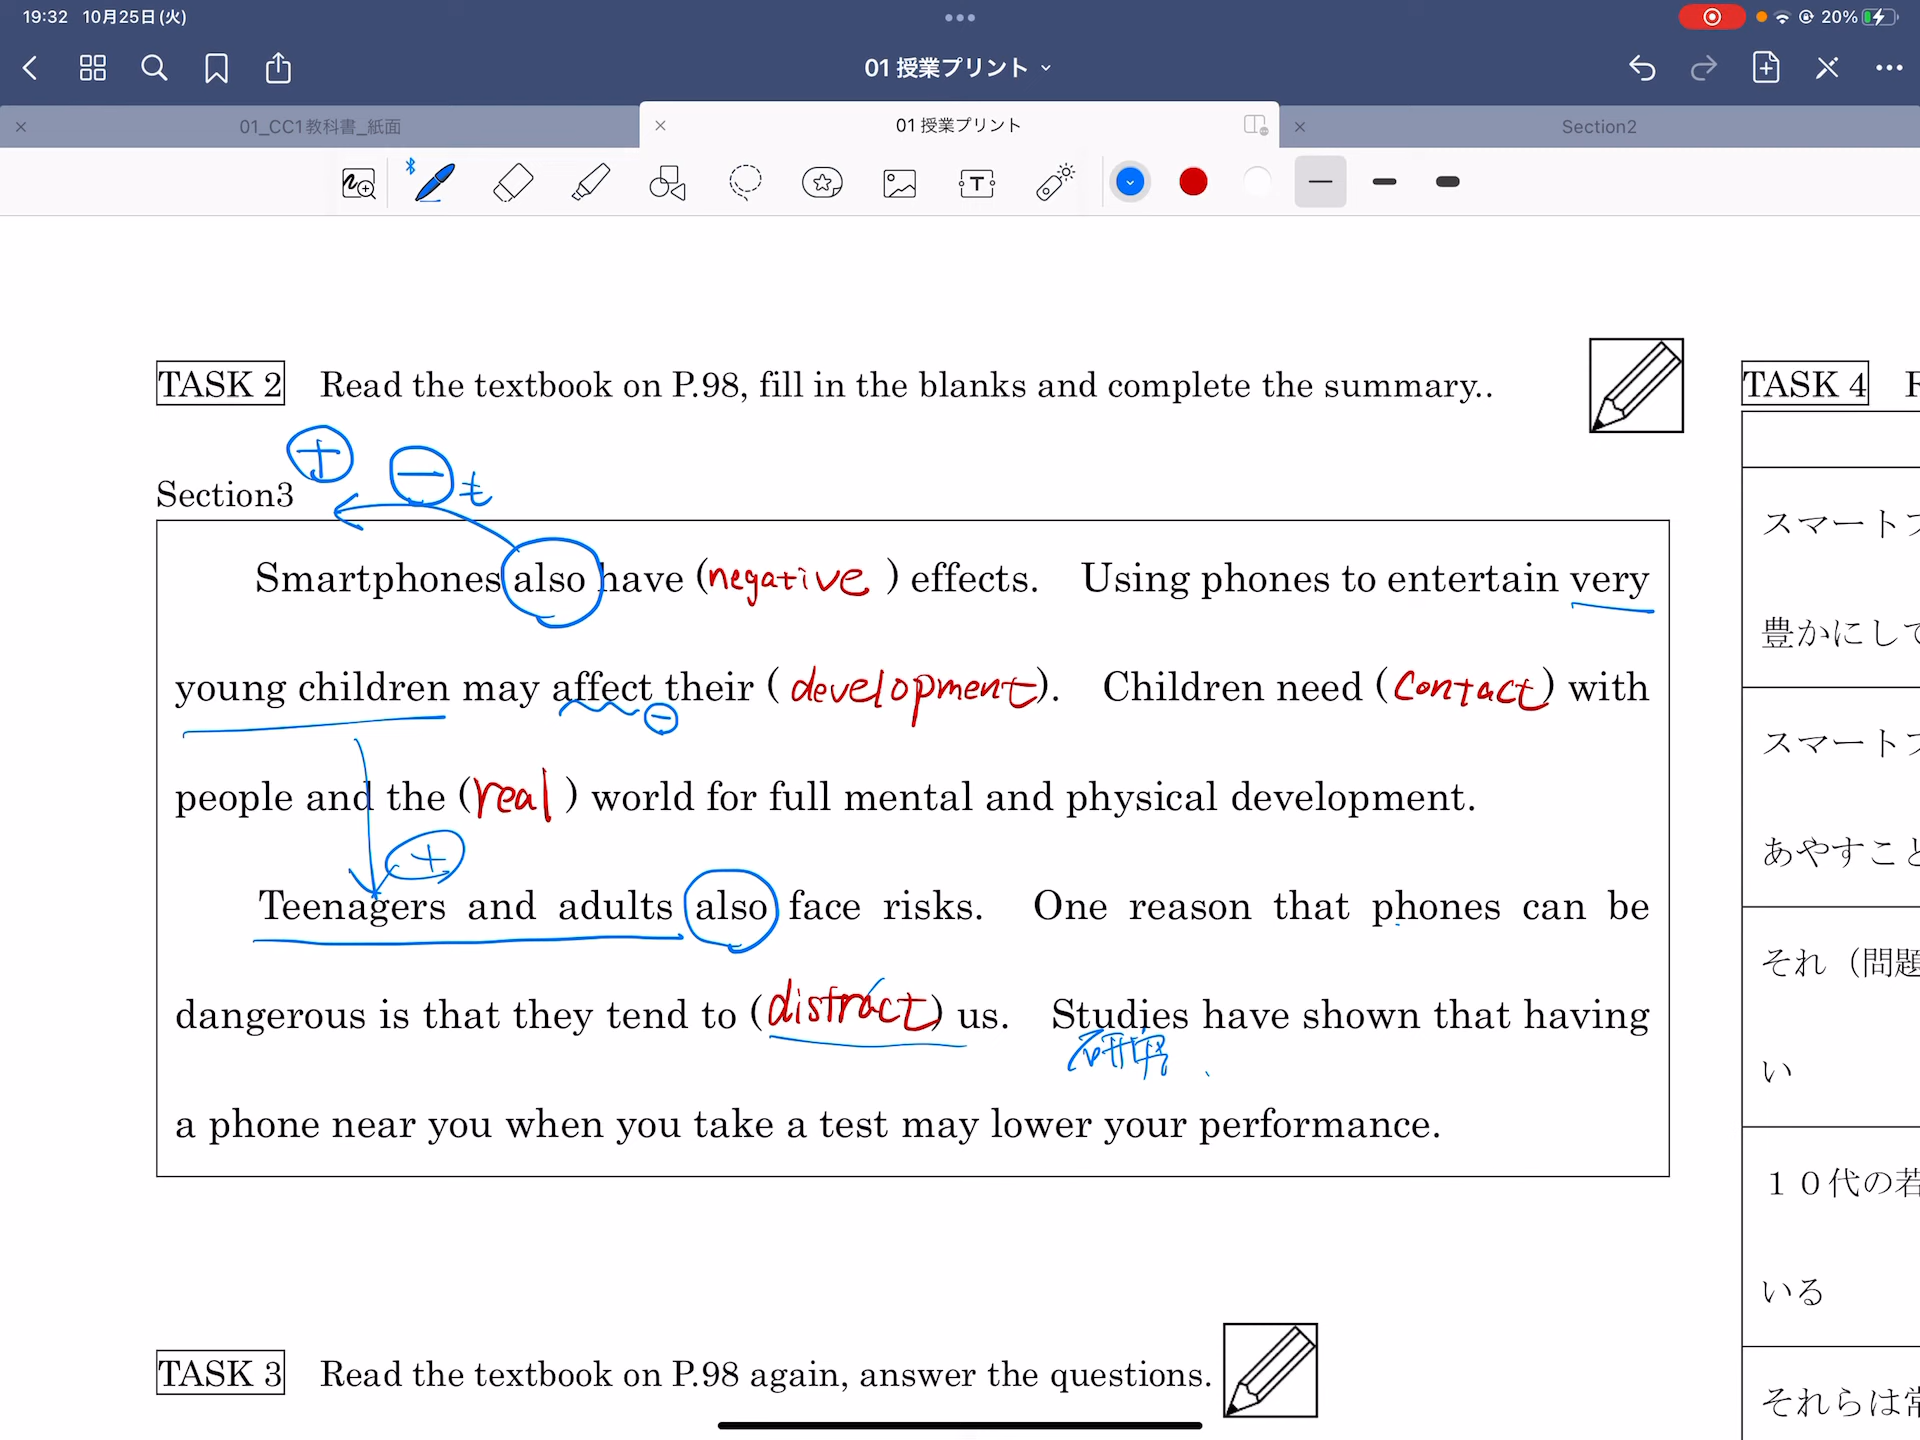 19:32 10月25日(火)
20%
01 授業プリント
01_CC1教科書_紙面
01 授業プリント
Section2
TASK 2 Read the textbook on P.98, fill in the blanks and complete the summary..
+ − も
Section3
Smartphones also have (negative) effects. Using phones to entertain very
young children may affect their (development). Children need (contact) with
−
people and the (real) world for full mental and physical development.
+
Teenagers and adults also face risks. One reason that phones can be
dangerous is that they tend to (distract) us. Studies have shown that having
研究
a phone near you when you take a test may lower your performance.
TASK 3 Read the textbook on P.98 again, answer the questions.
TASK 4
スマートフ
豊かにして
スマートフ
あやすこと
それ（問題
い
１０代の若
いる
それらは常